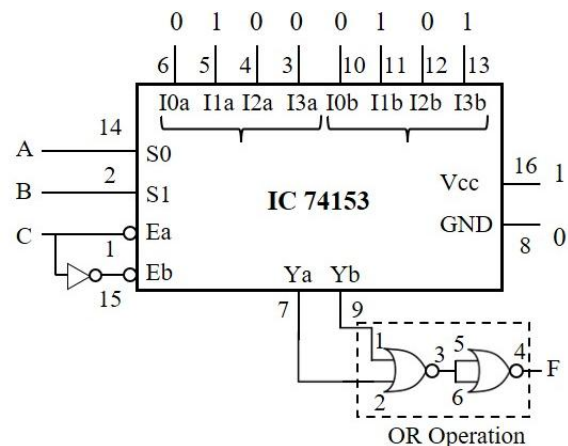 0 1 0 0 0 1 0 1
6 5 4 3 10 11 12 13
I0a I1a I2a I3a I0b I1b I2b I3b
A 14 S0
B 2 S1
Vcc 16 1
IC 74153
C 1 Ea
GND 8 0
15 Eb
Ya Yb
7 9
1 2 3 5 6 4 F
OR Operation